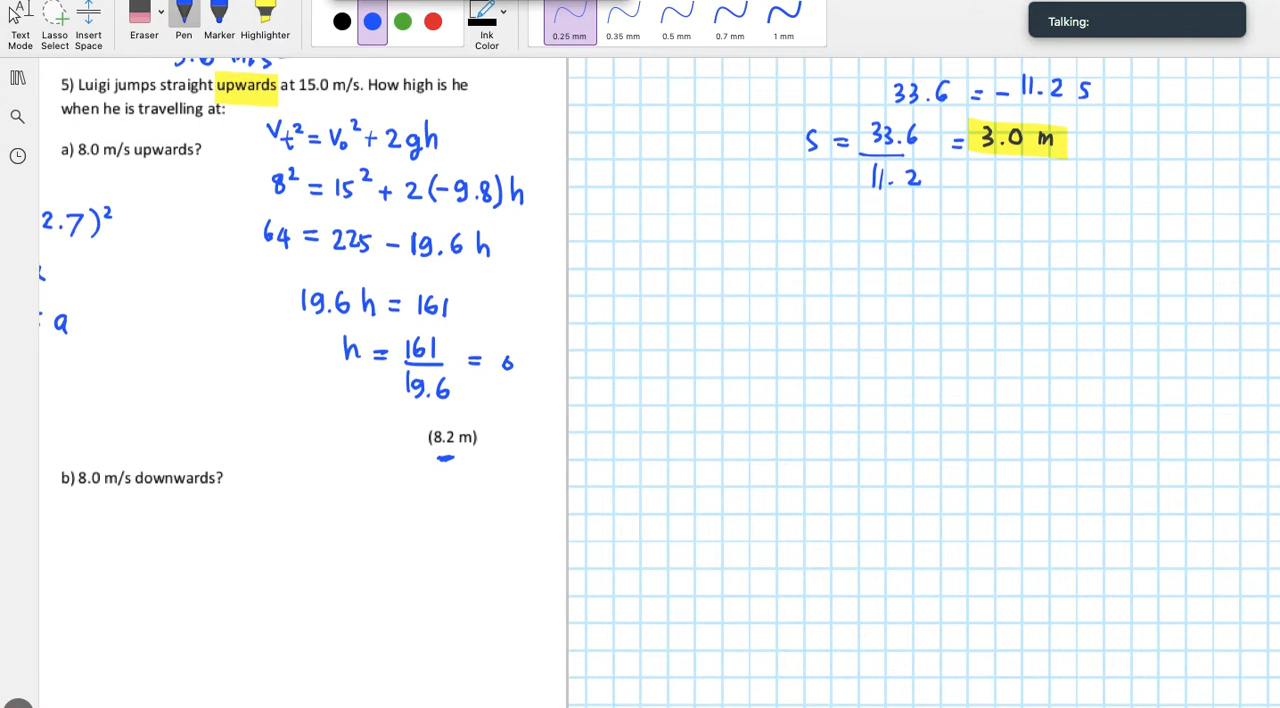 Text Mode
Lasso Select
Insert Space
Eraser
Pen
Marker
Highlighter
Ink Color
0.25 mm
0.35 mm
0.5 mm
0.7 mm
1 mm
Talking:
5) Luigi jumps straight upwards at 15.0 m/s. How high is he
when he is travelling at:
a) 8.0 m/s upwards?
Vt² = V₀² + 2gh
8² = 15² + 2(-9.8)h
64 = 225 - 19.6 h
19.6 h = 161
h = 161/19.6 =
(8.2 m)
b) 8.0 m/s downwards?
2.7)²
= a
33.6 = - 11.2 s
s = 33.6/11.2 = 3.0 m